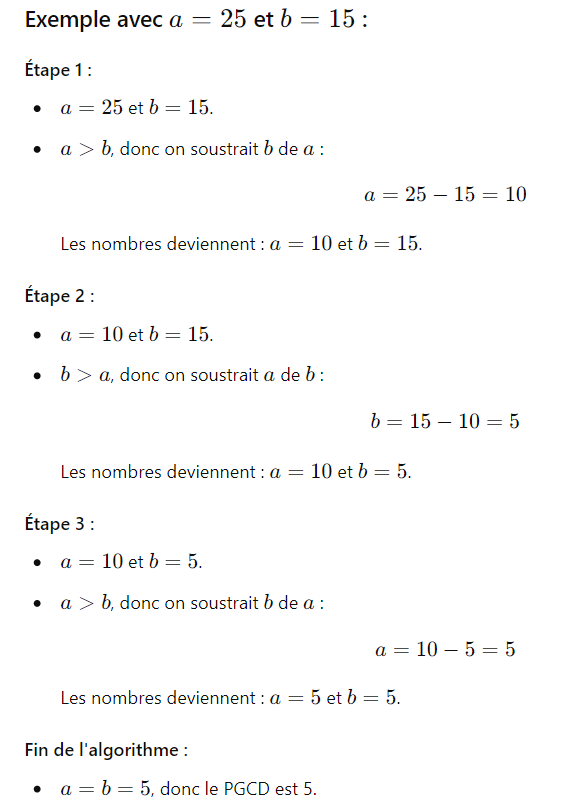 Exemple avec a = 25 et b = 15 :
Étape 1 :
• a = 25 et b = 15.
• a > b, donc on soustrait b de a :
a = 25 − 15 = 10
Les nombres deviennent : a = 10 et b = 15.
Étape 2 :
• a = 10 et b = 15.
• b > a, donc on soustrait a de b :
b = 15 − 10 = 5
Les nombres deviennent : a = 10 et b = 5.
Étape 3 :
• a = 10 et b = 5.
• a > b, donc on soustrait b de a :
a = 10 − 5 = 5
Les nombres deviennent : a = 5 et b = 5.
Fin de l'algorithme :
• a = b = 5, donc le PGCD est 5.